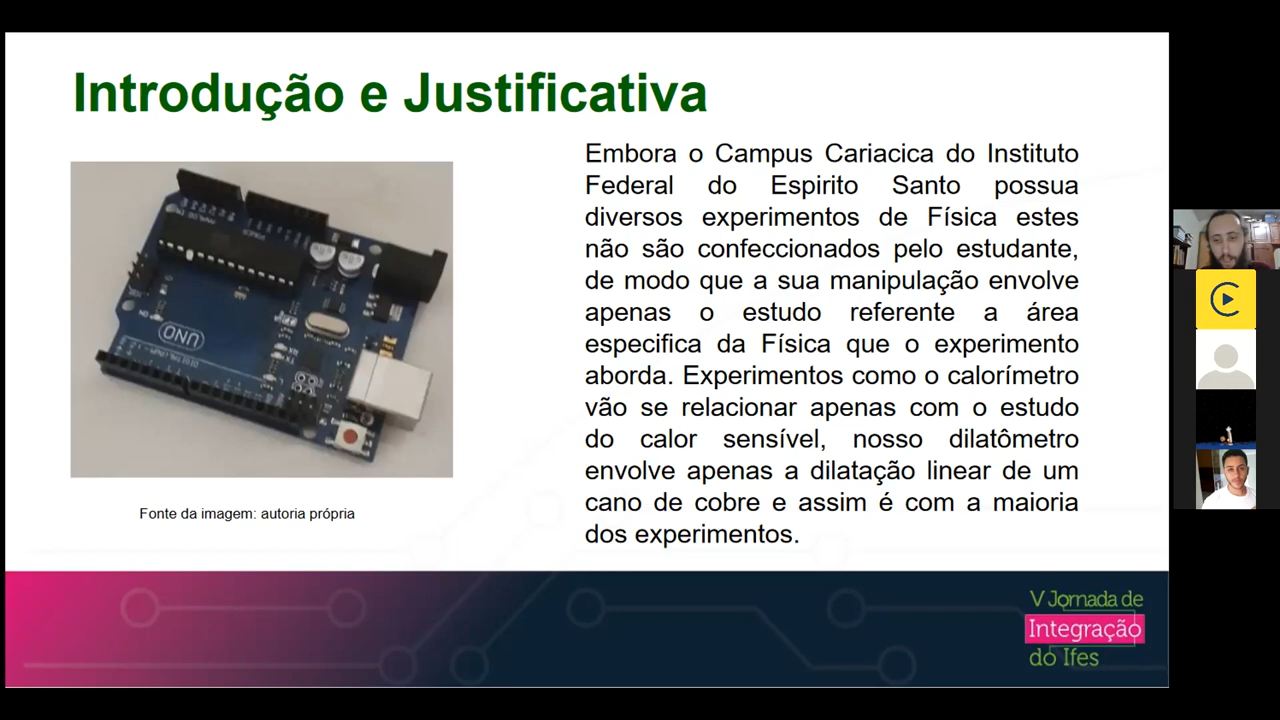 Introdução e Justificativa
Embora o Campus Cariacica do Instituto
Federal do Espirito Santo possua
diversos experimentos de Física estes
não são confeccionados pelo estudante,
de modo que a sua manipulação envolve
apenas o estudo referente a área
especifica da Física que o experimento
aborda. Experimentos como o calorímetro
vão se relacionar apenas com o estudo
do calor sensível, nosso dilatômetro
envolve apenas a dilatação linear de um
cano de cobre e assim é com a maioria
dos experimentos.
UNO
Fonte da imagem: autoria própria
V Jornada de
Integração
do Ifes